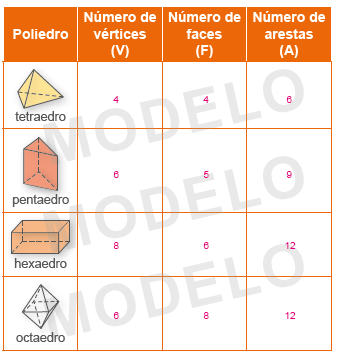 Poliedro
Número de vértices (V)
Número de faces (F)
Número de arestas (A)
tetraedro 4 4 6
pentaedro 6 5 9
hexaedro 8 6 12
octaedro 6 8 12
MODELO
MODELO
MODELO